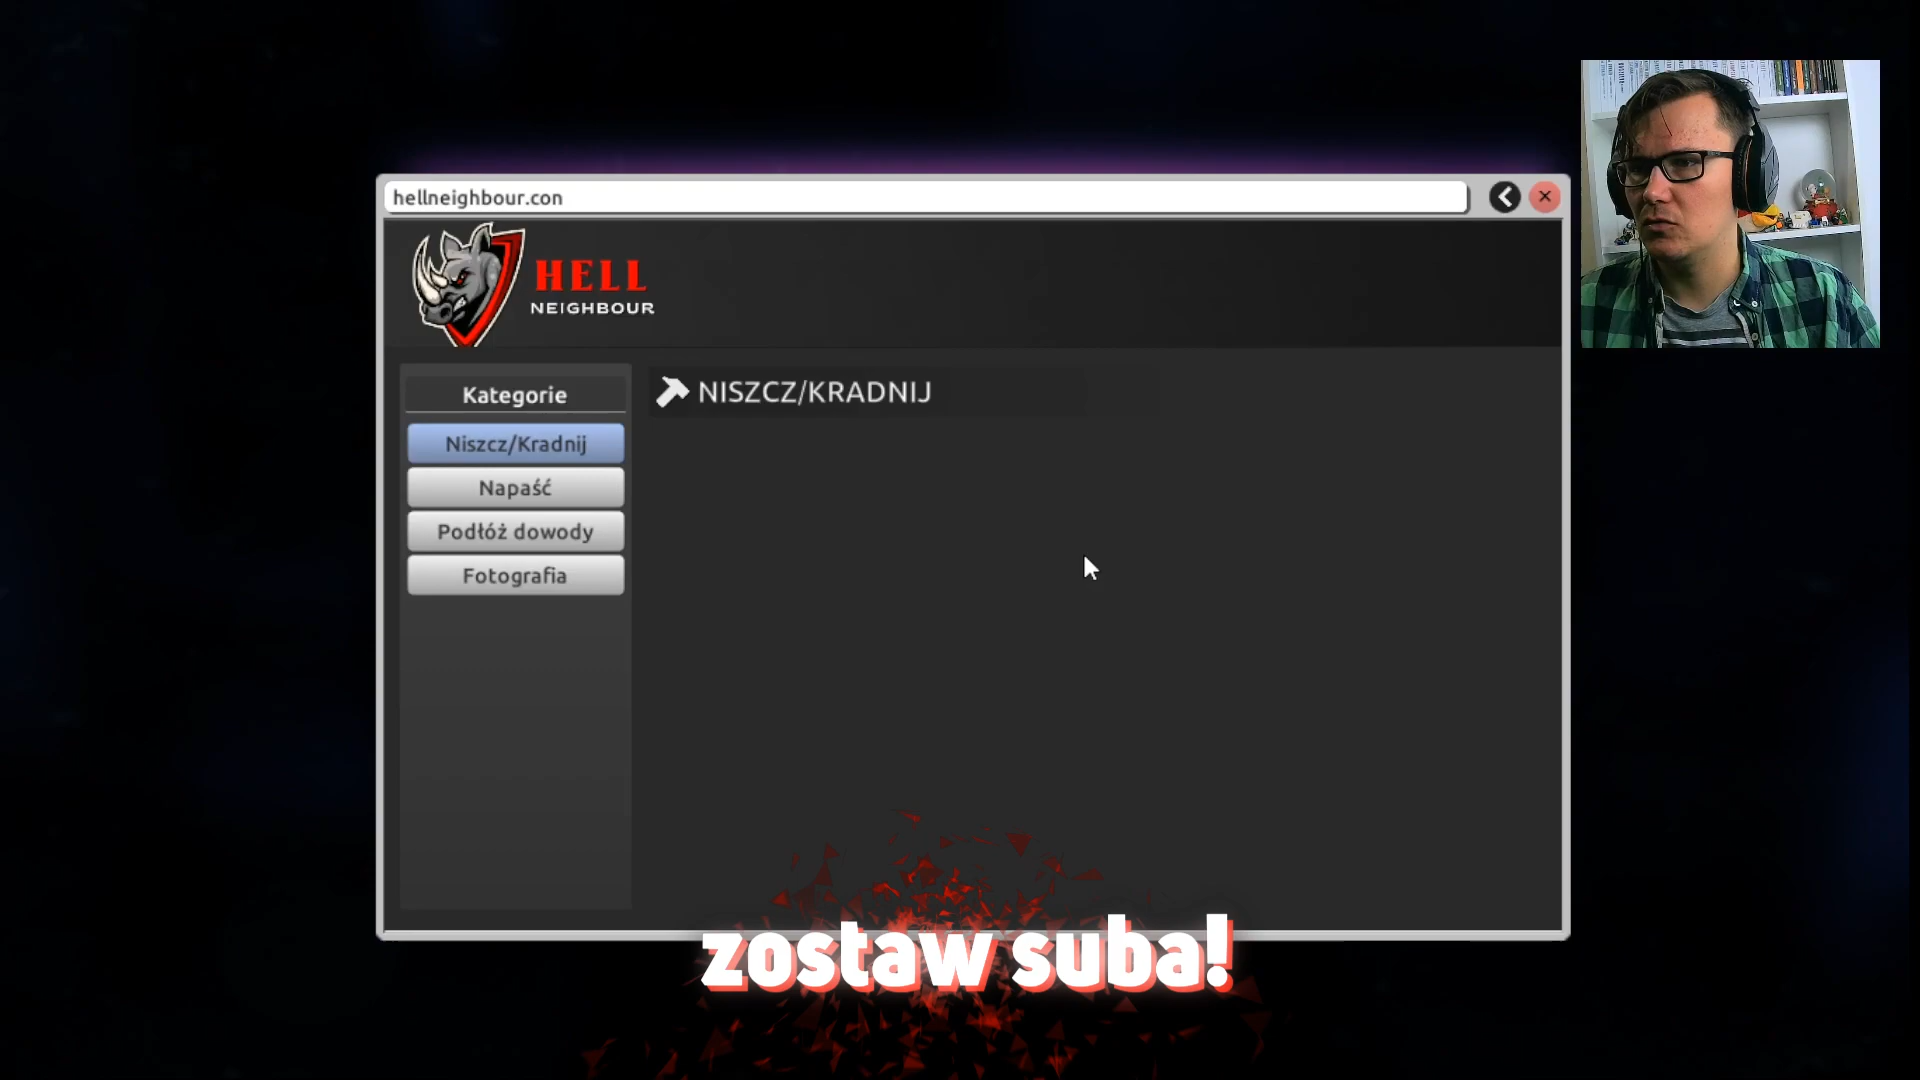 hellneighbour.con
HELL
NEIGHBOUR
Kategorie
Niszcz/Kradnij
Napaść
Podłóż dowody
Fotografia
NISZCZ/KRADNIJ
zostaw suba!